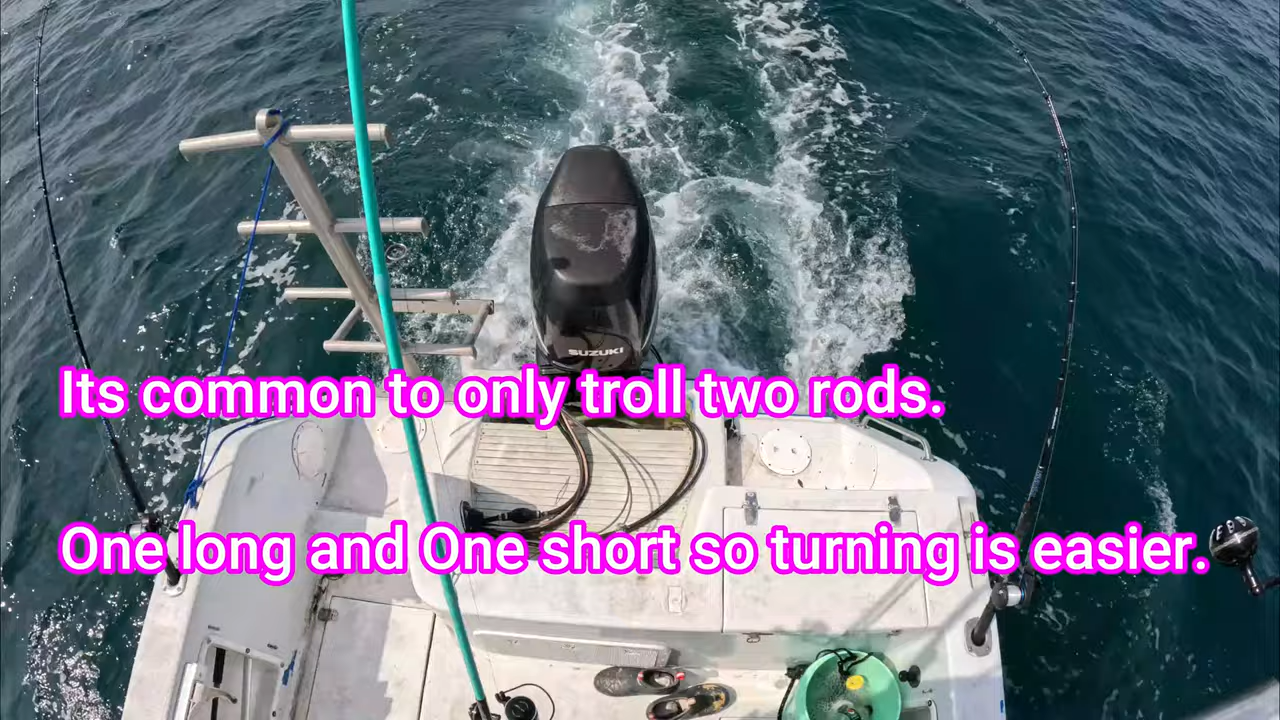 SUZUKI
Its common to only troll two rods.
One long and One short so turning is easier.